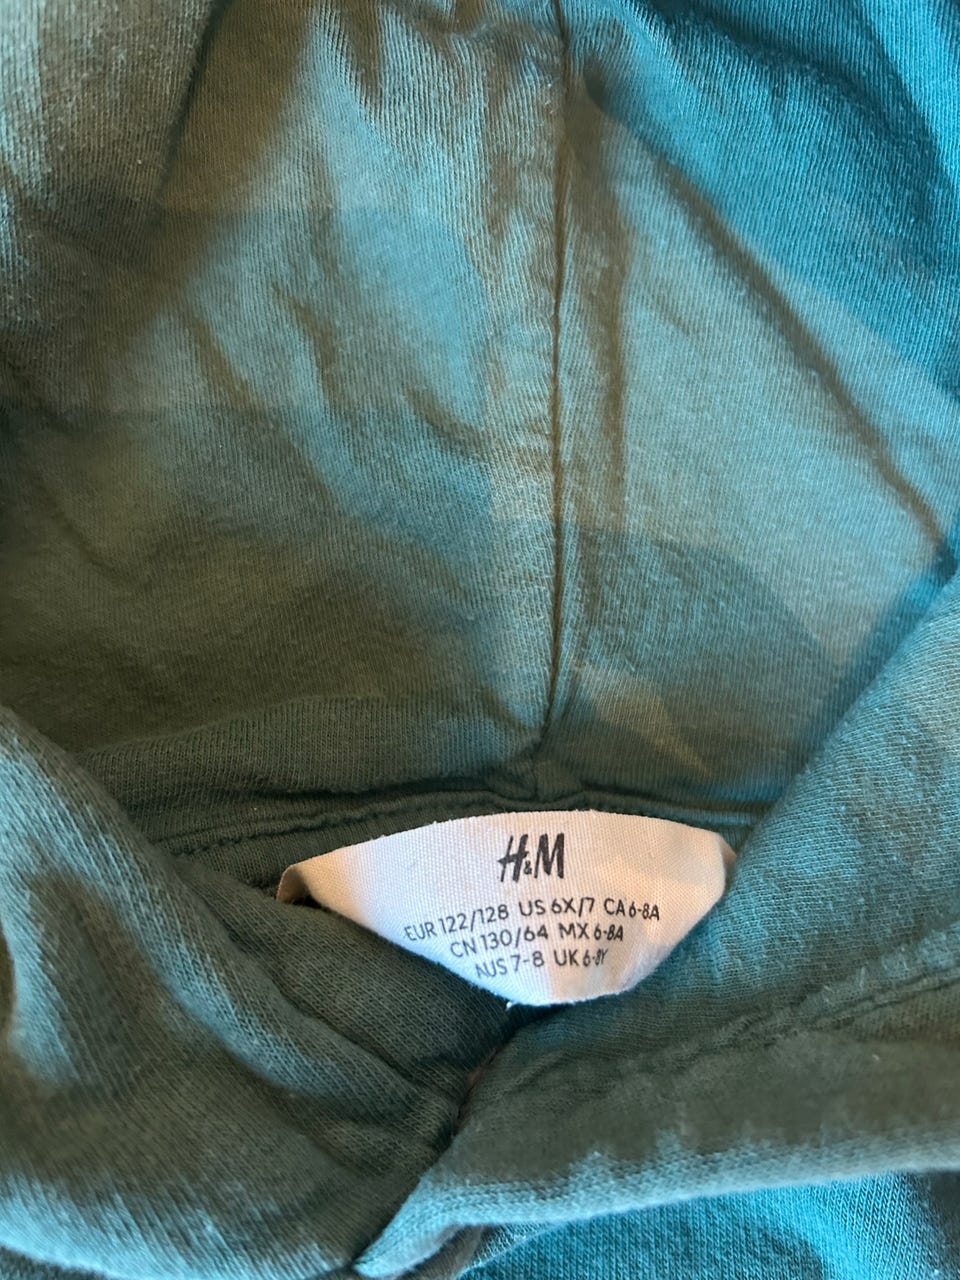 H&M
EUR 122/128 US 6X/7 CA 6-8A
CN 130/64 MX 6-8A
AUS 7-8 UK 6-8Y